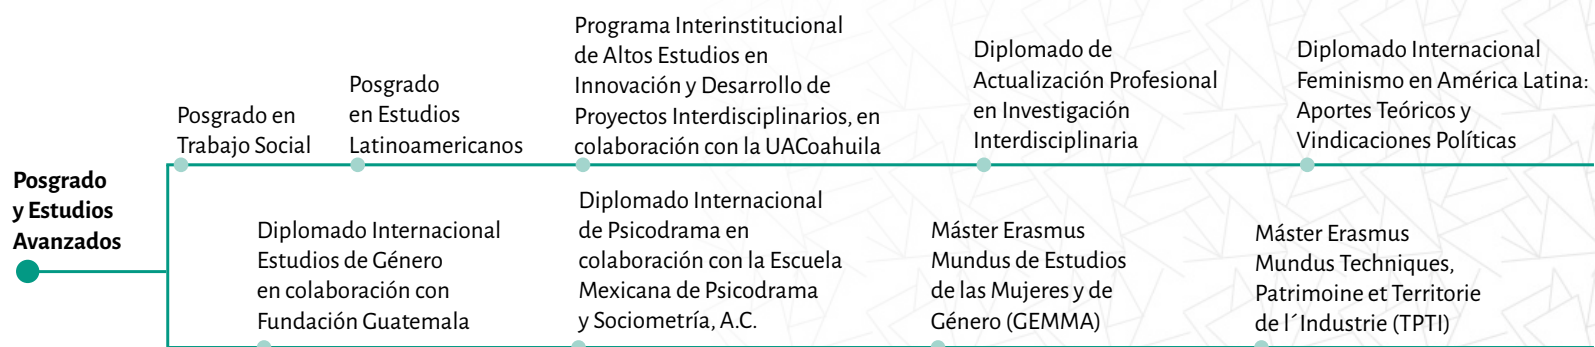 Posgrado
y Estudios
Avanzados
Posgrado en
Trabajo Social
Posgrado
en Estudios
Latinoamericanos
Programa Interinstitucional
de Altos Estudios en
Innovación y Desarrollo de
Proyectos Interdisciplinarios, en
colaboración con la UACoahuila
Diplomado de
Actualización Profesional
en Investigación
Interdisciplinaria
Diplomado Internacional
Feminismo en América Latina:
Aportes Teóricos y
Vindicaciones Políticas
Diplomado Internacional
Estudios de Género
en colaboración con
Fundación Guatemala
Diplomado Internacional
de Psicodrama en
colaboración con la Escuela
Mexicana de Psicodrama
y Sociometría, A.C.
Máster Erasmus
Mundus de Estudios
de las Mujeres y de
Género (GEMMA)
Máster Erasmus
Mundus Techniques,
Patrimoine et Territorie
de l´Industrie (TPTI)